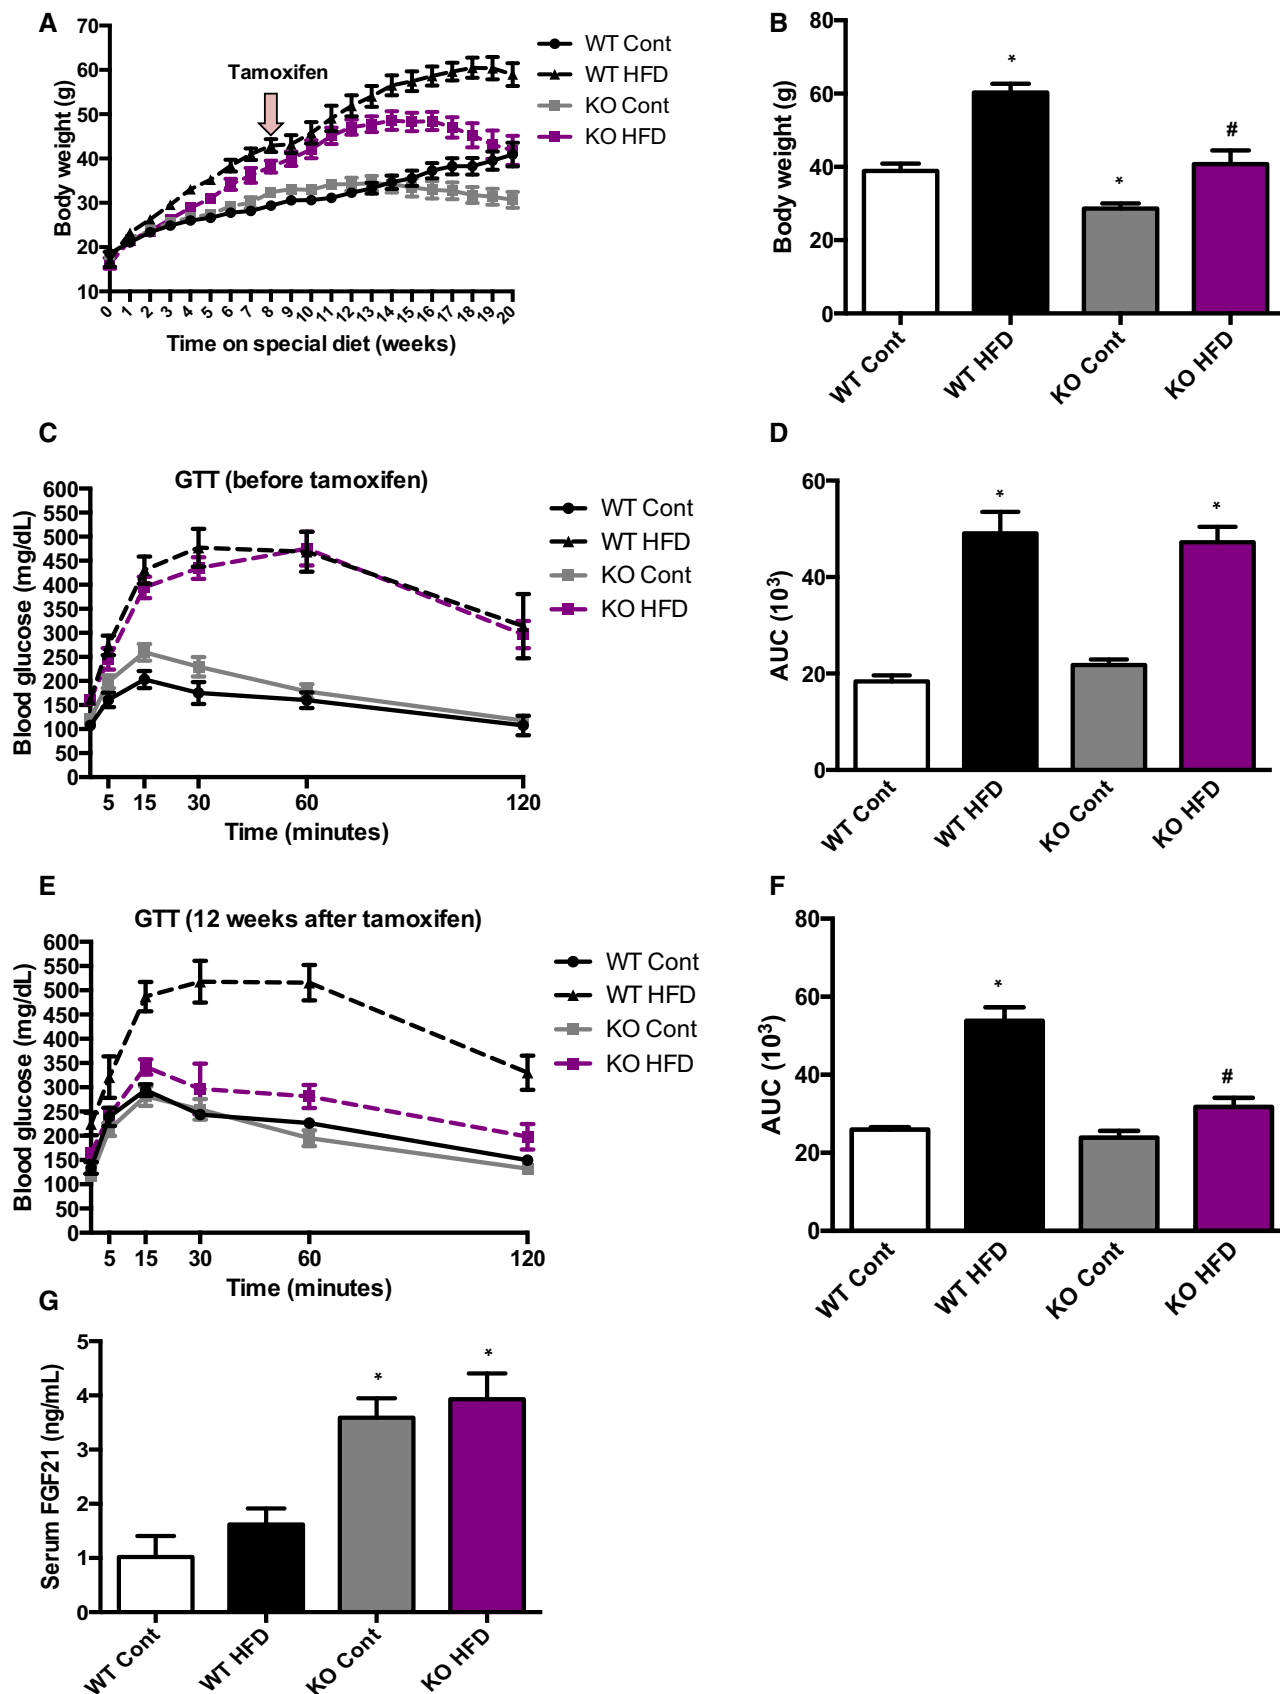 A
Body weight (g)
70
60
50
40
30
20
10
Tamoxifen
0 1 2 3 4 5 6 7 8 9 10 11 12 13 14 15 16 17 18 19 20
Time on special diet (weeks)
WT Cont
WT HFD
KO Cont
KO HFD
B
Body weight (g)
80
60
40
20
0
*
*
#
WT Cont WT HFD KO Cont KO HFD
C
GTT (before tamoxifen)
Blood glucose (mg/dL)
600
550
500
450
400
350
300
250
200
150
100
50
0
5 15 30 60 120
Time (minutes)
WT Cont
WT HFD
KO Cont
KO HFD
D
AUC (10³)
60
40
20
0
*
*
WT Cont WT HFD KO Cont KO HFD
E
GTT (12 weeks after tamoxifen)
Blood glucose (mg/dL)
600
550
500
450
400
350
300
250
200
150
100
50
0
5 15 30 60 120
Time (minutes)
WT Cont
WT HFD
KO Cont
KO HFD
F
AUC (10³)
80
60
40
20
0
*
#
WT Cont WT HFD KO Cont KO HFD
G
Serum FGF21 (ng/mL)
5
4
3
2
1
0
*
*
WT Cont WT HFD KO Cont KO HFD